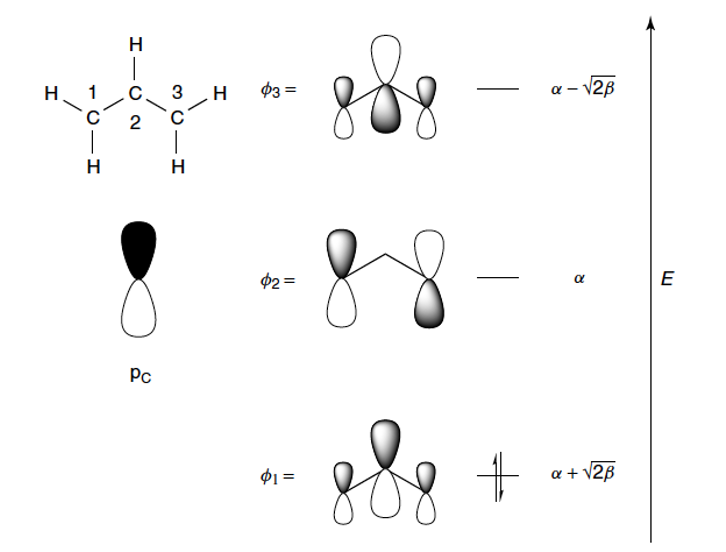 H
H 1 C 3 H
C 2 C
H H
ϕ3 =
α − √2β
pC
ϕ2 =
α
E
ϕ1 =
α + √2β